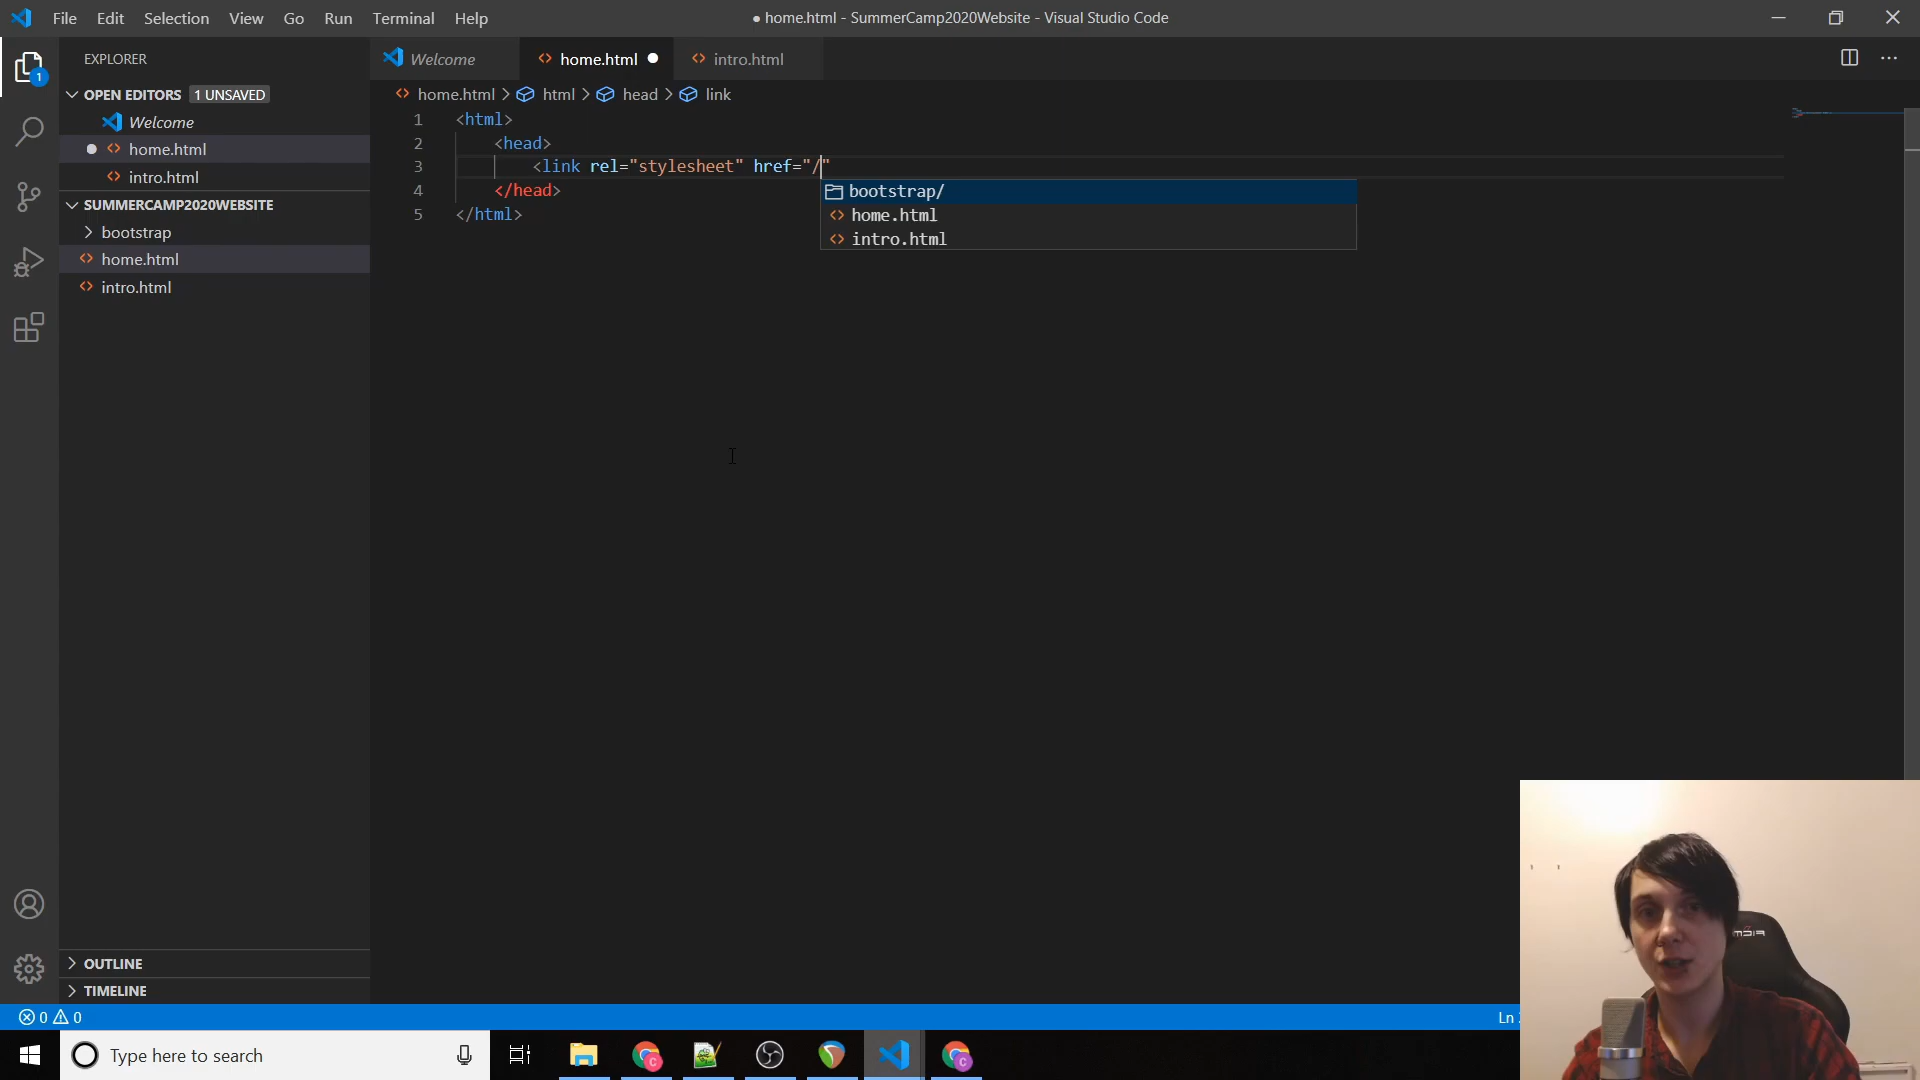 File Edit Selection View Go Run Terminal Help
● home.html - SummerCamp2020Website - Visual Studio Code
EXPLORER
Welcome
home.html
intro.html
OPEN EDITORS 1 UNSAVED
Welcome
home.html
intro.html
SUMMERCAMP2020WEBSITE
bootstrap
home.html
intro.html
home.html > html > head > link
1 <html>
2 <head>
3 <link rel="stylesheet" href="/"
4 </head>
5 </html>
bootstrap/
home.html
intro.html
1
OUTLINE
TIMELINE
0 0
Ln
Type here to search